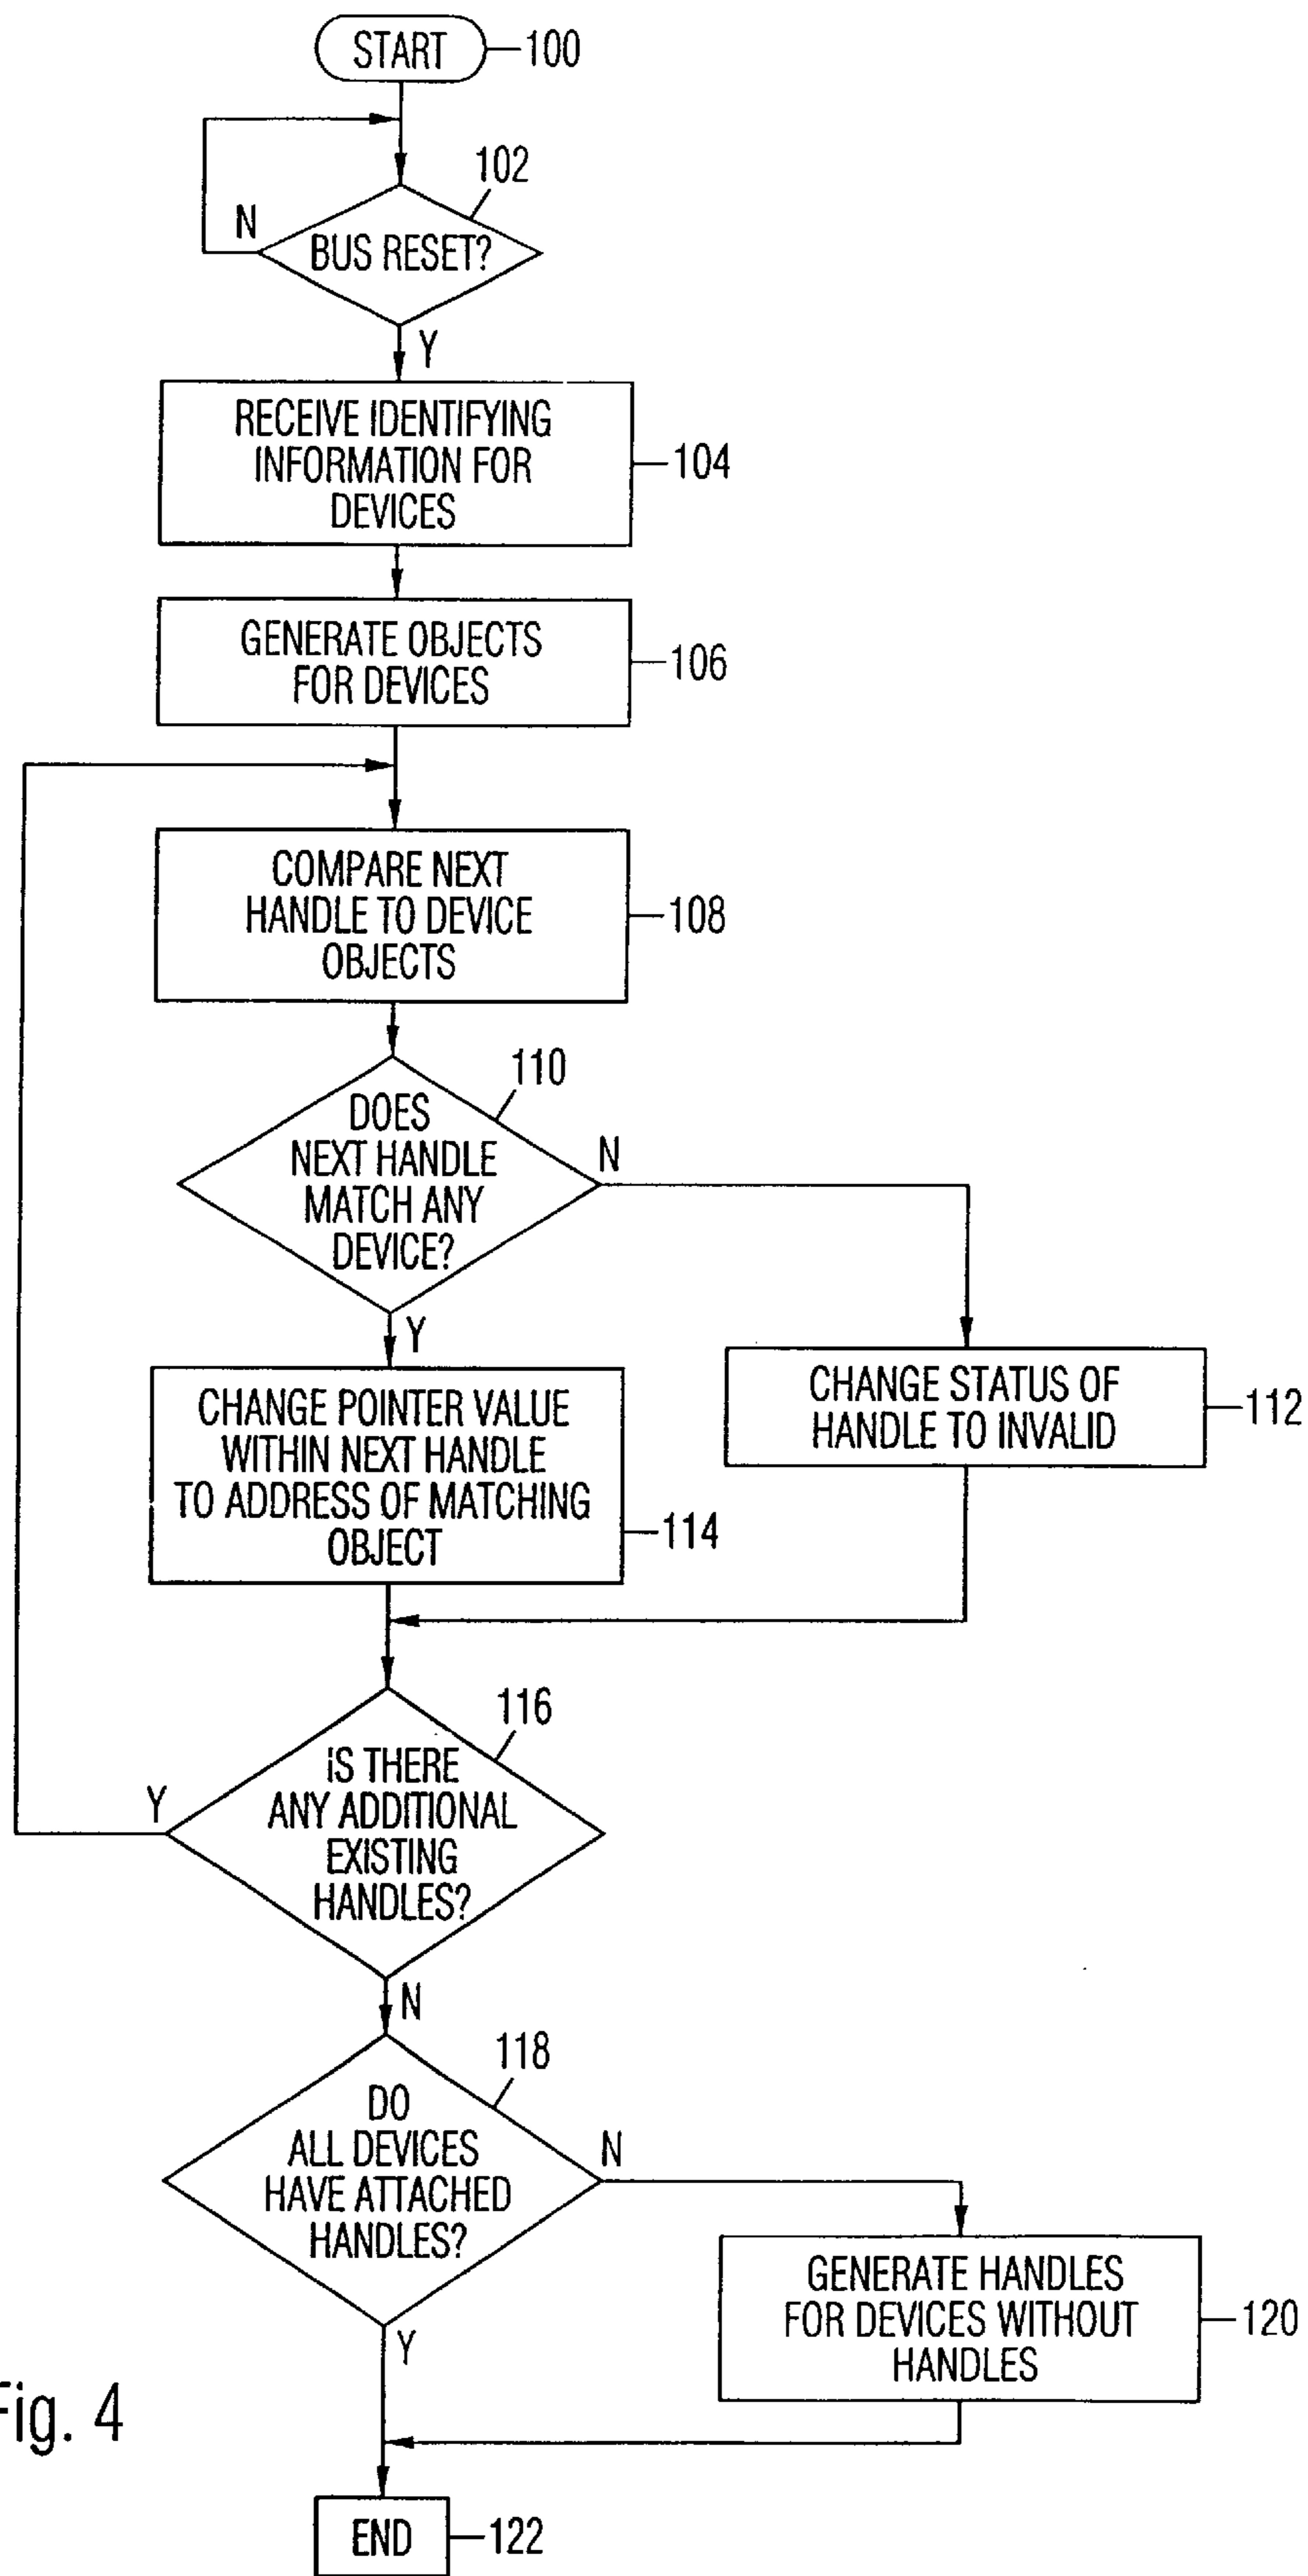 START
100
102
N
BUS RESET?
Y
RECEIVE IDENTIFYING
INFORMATION FOR
DEVICES
104
GENERATE OBJECTS
FOR DEVICES
106
COMPARE NEXT
HANDLE TO DEVICE
OBJECTS
108
110
DOES
NEXT HANDLE
MATCH ANY
DEVICE?
N
Y
CHANGE POINTER VALUE
WITHIN NEXT HANDLE
TO ADDRESS OF MATCHING
OBJECT
114
CHANGE STATUS OF
HANDLE TO INVALID
112
116
IS THERE
ANY ADDITIONAL
EXISTING
HANDLES?
Y
N
118
DO
ALL DEVICES
HAVE ATTACHED
HANDLES?
N
Y
GENERATE HANDLES
FOR DEVICES WITHOUT
HANDLES
120
Fig. 4
END
122